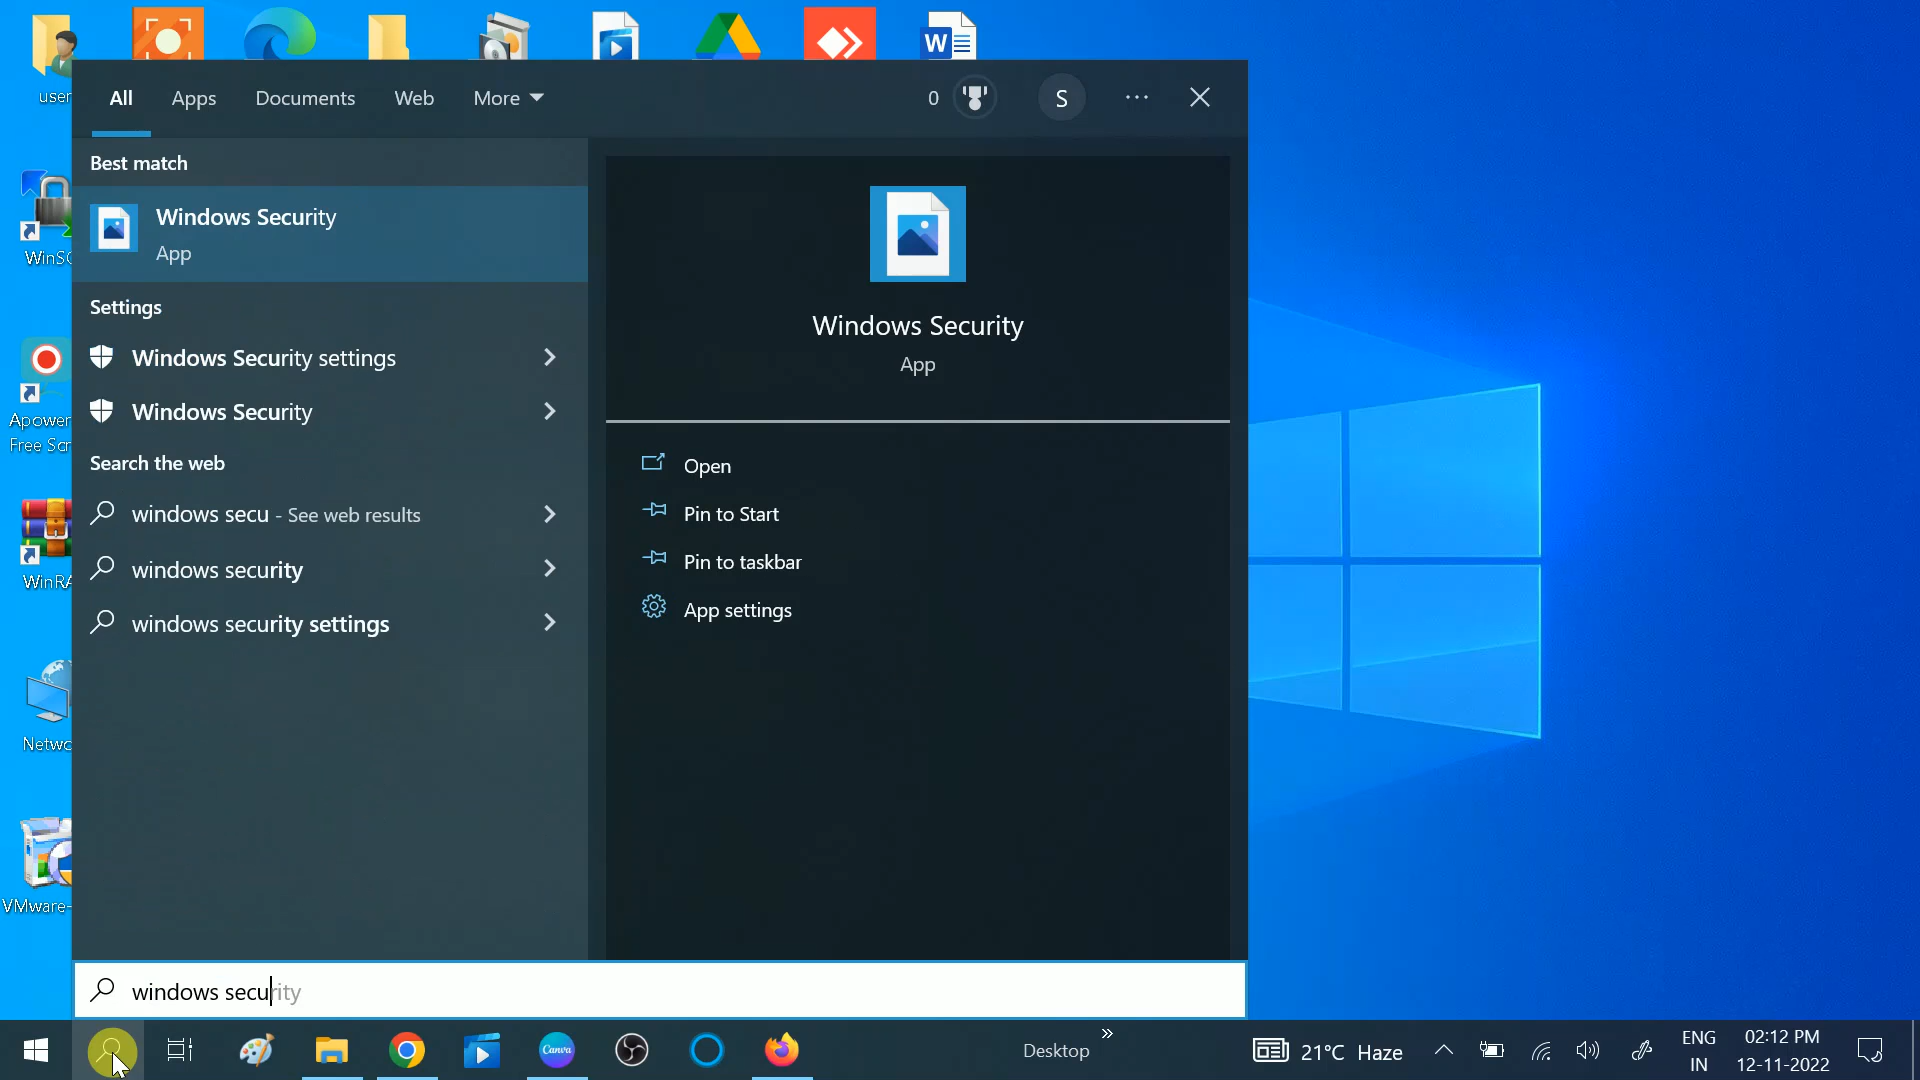 user
WinSC
Apower
Free Scr
WinRA
Netwo
VMware-
W
All
Apps
Documents
Web
More
0
S
Best match
Windows Security
App
Settings
Windows Security settings
Windows Security
Search the web
windows secu - See web results
windows security
windows security settings
Windows Security
App
Open
Pin to Start
Pin to taskbar
App settings
windows security
Canva
Desktop
21°C Haze
ENG
IN
02:12 PM
12-11-2022